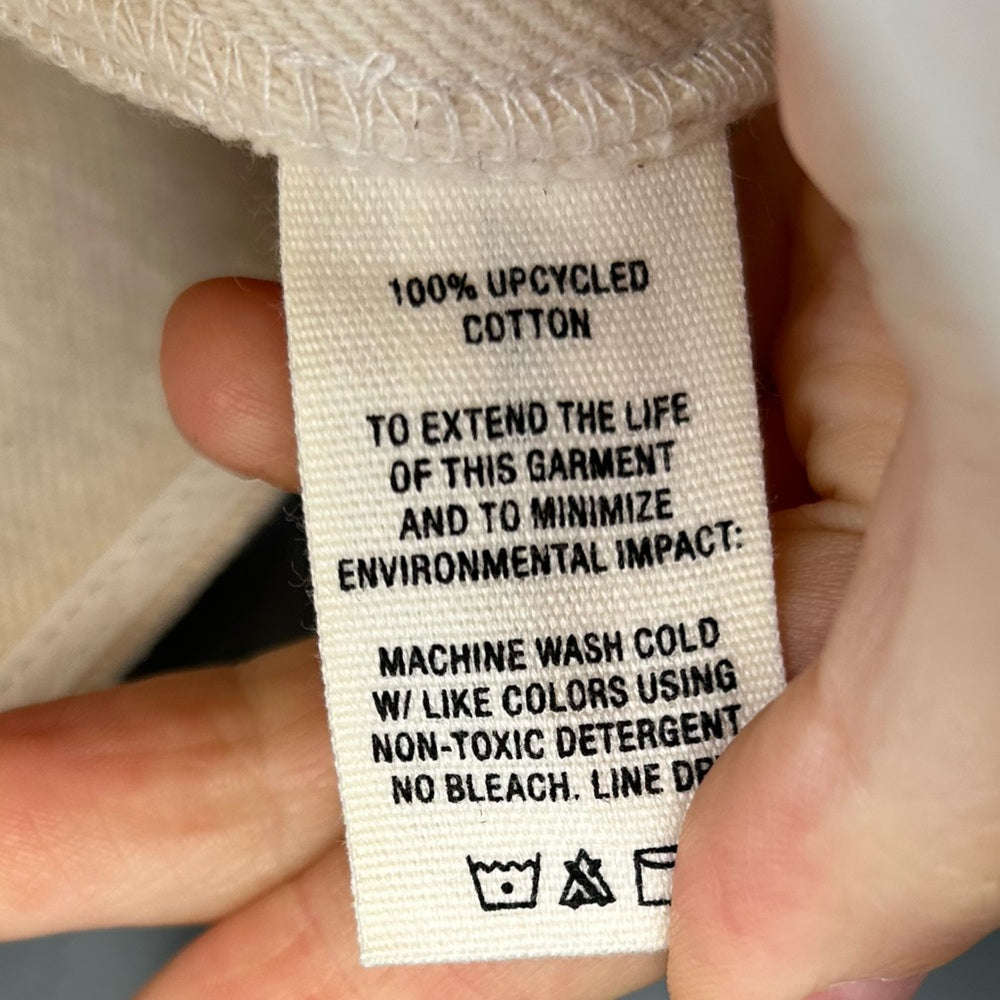 100% UPCYCLED
COTTON
TO EXTEND THE LIFE
OF THIS GARMENT
AND TO MINIMIZE
ENVIRONMENTAL IMPACT:
MACHINE WASH COLD
W/ LIKE COLORS USING
NON-TOXIC DETERGENT
NO BLEACH. LINE